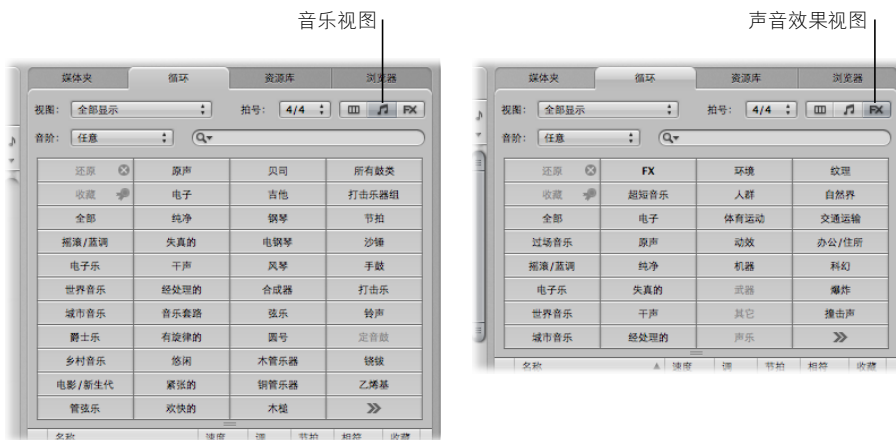 音乐视图
媒体夹 循环 资源库 浏览器
视图: 全部显示 拍号: 4/4 FX
音阶: 任意
还原 原声 贝司 所有鼓类
收藏 电子 吉他 打击乐器组
全部 纯净 钢琴 节拍
摇滚/蓝调 失真的 电钢琴 沙锤
电子乐 干声 风琴 手鼓
世界音乐 经处理的 合成器 打击乐
城市音乐 音乐套路 弦乐 铃声
爵士乐 有旋律的 圆号 定音鼓
乡村音乐 悠闲 木管乐器 铙钹
电影/新生代 紧张的 铜管乐器 乙烯基
管弦乐 欢快的 木槌
名称 速度 调 节拍 相符 收藏
声音效果视图
媒体夹 循环 资源库 浏览器
视图: 全部显示 拍号: 4/4 FX
音阶: 任意
还原 FX 环境 纹理
收藏 超短音乐 人群 自然界
全部 电子 体育运动 交通运输
过场音乐 原声 动效 办公/住所
摇滚/蓝调 纯净 机器 科幻
电子乐 失真的 武器 爆炸
世界音乐 干声 其它 撞击声
城市音乐 经处理的 声乐
名称 速度 调 节拍 相符 收藏